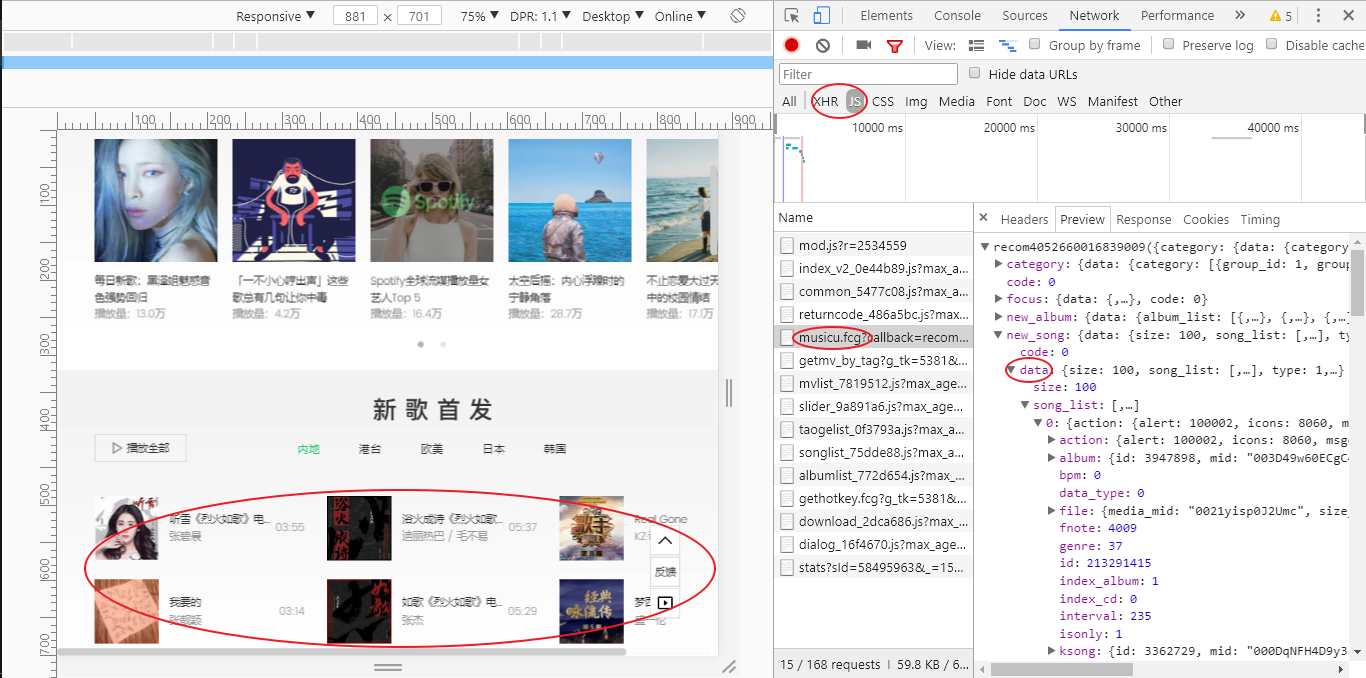 Responsive ▼ 881 × 701 75% ▼ DPR: 1.1 ▼ Desktop ▼ Online ▼
100 200 300 400 500 600 700 800 900
100
200
300
400
500
600
700
Spotify
每日新歌:
色强势回归
播放量:13.0万
「一不小心哼出声」这些
歌总有几句让你中毒
播放量:4.2万
Spotify全球流媒播放量女
艺人Top 5
播放量:16.4万
太空后摇:内心浮躁时的
宁静角落
播放量:28.7万
不止恋爱大过天
中的校园情结
播放量:17.1万
新歌首发
播放全部
内地 港台 欧美 日本 韩国
听雪《烈火如歌》电...
张碧晨
03:55
浴火成诗《烈火如歌...
迪丽热巴 / 毛不易
05:37
歌手
Real Gone
我要的
张靓颖
03:14
如歌《烈火如歌》电...
张杰
05:29
经典
咏流传
反馈
Elements Console Sources Network Performance » 5
View: Group by frame Preserve log Disable cache
Filter Hide data URLs
All XHR JS CSS Img Media Font Doc WS Manifest Other
10000 ms 20000 ms 30000 ms 40000 ms
Name
mod.js?r=2534559
index_v2_0e44b89.js?max_a...
common_5477c08.js?max_a...
returncode_486a5bc.js?max...
musicu.fcg?callback=recom...
getmv_by_tag?g_tk=5381&...
mvlist_7819512.js?max_age...
slider_9a891a6.js?max_age...
taogelist_0f3793a.js?max_a...
songlist_75dde88.js?max_a...
albumlist_772d654.js?max_...
gethotkey.fcg?g_tk=5381&...
download_2dca686.js?max_...
dialog_16f4670.js?max_age...
stats?sId=58495963&_=15...
15 / 168 requests | 59.8 KB / 6...
× Headers Preview Response Cookies Timing
▼recom4052660016839009({category: {data: {category
▶category: {data: {category: [{group_id: 1, group
code: 0
▶focus: {data: {,…}, code: 0}
▶new_album: {data: {album_list: [{,…}, {,…}, {,…
▼new_song: {data: {size: 100, song_list: [,…], ty
code: 0
▼data: {size: 100, song_list: [,…], type: 1,…}
size: 100
▼song_list: [,…]
▼0: {action: {alert: 100002, icons: 8060, m
▶action: {alert: 100002, icons: 8060, msg
▶album: {id: 3947898, mid: "003D49w60ECgC
bpm: 0
data_type: 0
▶file: {media_mid: "0021yisp0J2Umc", size_
fnote: 4009
genre: 37
id: 213291415
index_album: 1
index_cd: 0
interval: 235
isonly: 1
▶ksong: {id: 3362729, mid: "000DqNFH4D9y3